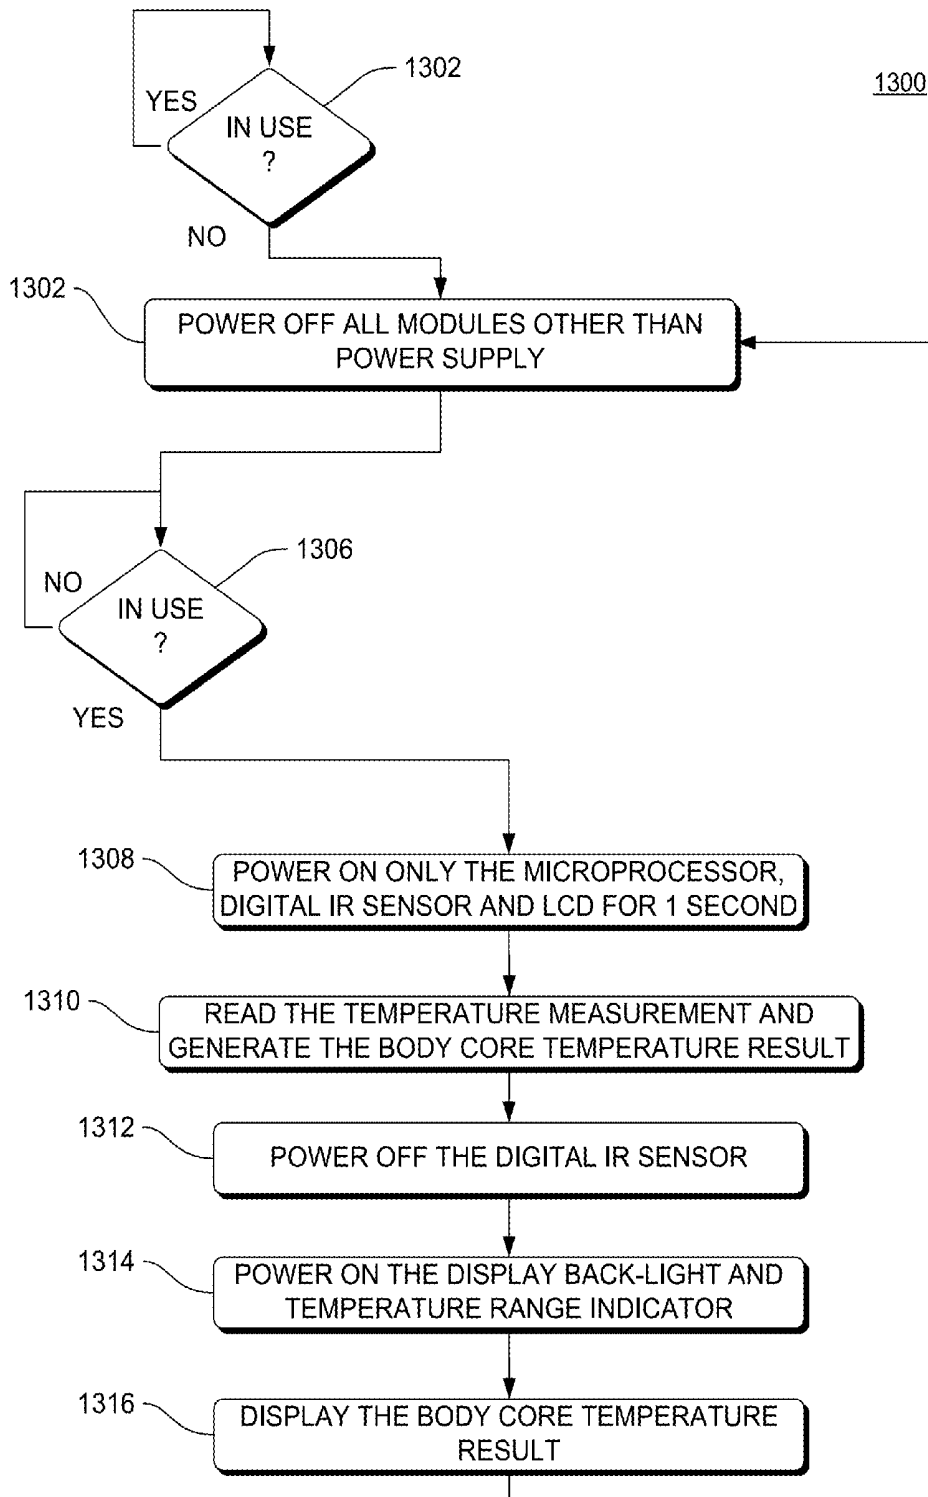 1302
1300
YES
IN USE
?
NO
1302
POWER OFF ALL MODULES OTHER THAN
POWER SUPPLY
1306
NO
IN USE
?
YES
1308
POWER ON ONLY THE MICROPROCESSOR,
DIGITAL IR SENSOR AND LCD FOR 1 SECOND
1310
READ THE TEMPERATURE MEASUREMENT AND
GENERATE THE BODY CORE TEMPERATURE RESULT
1312
POWER OFF THE DIGITAL IR SENSOR
1314
POWER ON THE DISPLAY BACK-LIGHT AND
TEMPERATURE RANGE INDICATOR
1316
DISPLAY THE BODY CORE TEMPERATURE
RESULT